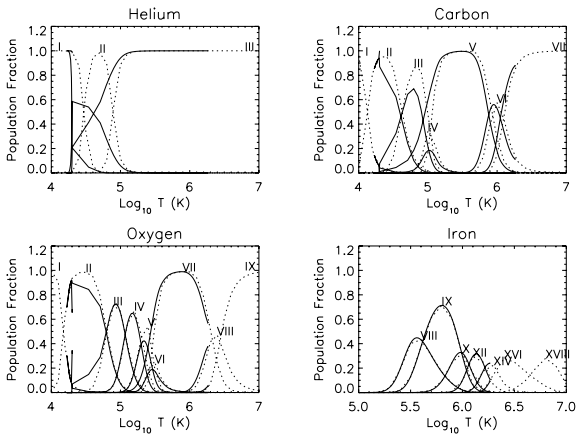 Helium
Population Fraction
1.2
1.0
0.8
0.6
0.4
0.2
0.0
I
II
III
4
5
6
7
Log10 T (K)
Carbon
Population Fraction
1.2
1.0
0.8
0.6
0.4
0.2
0.0
I
II
III
IV
V
VI
VII
4
5
6
7
Log10 T (K)
Oxygen
Population Fraction
1.2
1.0
0.8
0.6
0.4
0.2
0.0
I
II
III
IV
V
VI
VII
VIII
IX
4
5
6
7
Log10 T (K)
Iron
Population Fraction
1.2
1.0
0.8
0.6
0.4
0.2
0.0
VIII
IX
X
XII
XIV
XVI
XVIII
5.0
5.5
6.0
6.5
7.0
Log10 T (K)